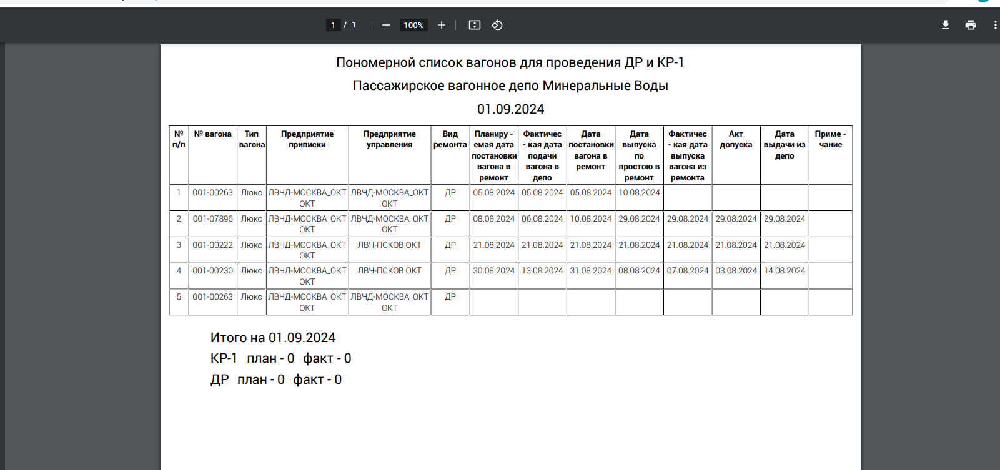 1 / 1 100%
Пономерной список вагонов для проведения ДР и КР-1
Пассажирское вагонное депо Минеральные Воды
01.09.2024
№ п/п № вагона Тип вагона Предприятие приписки Предприятие управления Вид ремонта Планиру - емая дата постановки вагона в ремонт Фактичес - кая дата подачи вагона в депо Дата постановки вагона в ремонт Дата выпуска по простою в ремонт Фактичес - кая дата выпуска вагона из ремонта Акт допуска Дата выдачи из депо Приме - чание
1 001-00263 Люкс ЛВЧД-МОСКВА_ОКТ ОКТ ЛВЧД-МОСКВА_ОКТ ОКТ ДР 05.08.2024 05.08.2024 05.08.2024 10.08.2024
2 001-07896 Люкс ЛВЧД-МОСКВА_ОКТ ОКТ ЛВЧД-МОСКВА_ОКТ ОКТ ДР 08.08.2024 06.08.2024 10.08.2024 29.08.2024 29.08.2024 29.08.2024 29.08.2024
3 001-00222 Люкс ЛВЧД-МОСКВА_ОКТ ОКТ ЛВЧ-ПСКОВ ОКТ ДР 21.08.2024 21.08.2024 21.08.2024 21.08.2024 21.08.2024 21.08.2024 21.08.2024
4 001-00230 Люкс ЛВЧД-МОСКВА_ОКТ ОКТ ЛВЧ-ПСКОВ ОКТ ДР 30.08.2024 13.08.2024 31.08.2024 08.08.2024 07.08.2024 03.08.2024 14.08.2024
5 001-00263 Люкс ЛВЧД-МОСКВА_ОКТ ОКТ ЛВЧД-МОСКВА_ОКТ ОКТ ДР
Итого на 01.09.2024
КР-1 план - 0 факт - 0
ДР план - 0 факт - 0